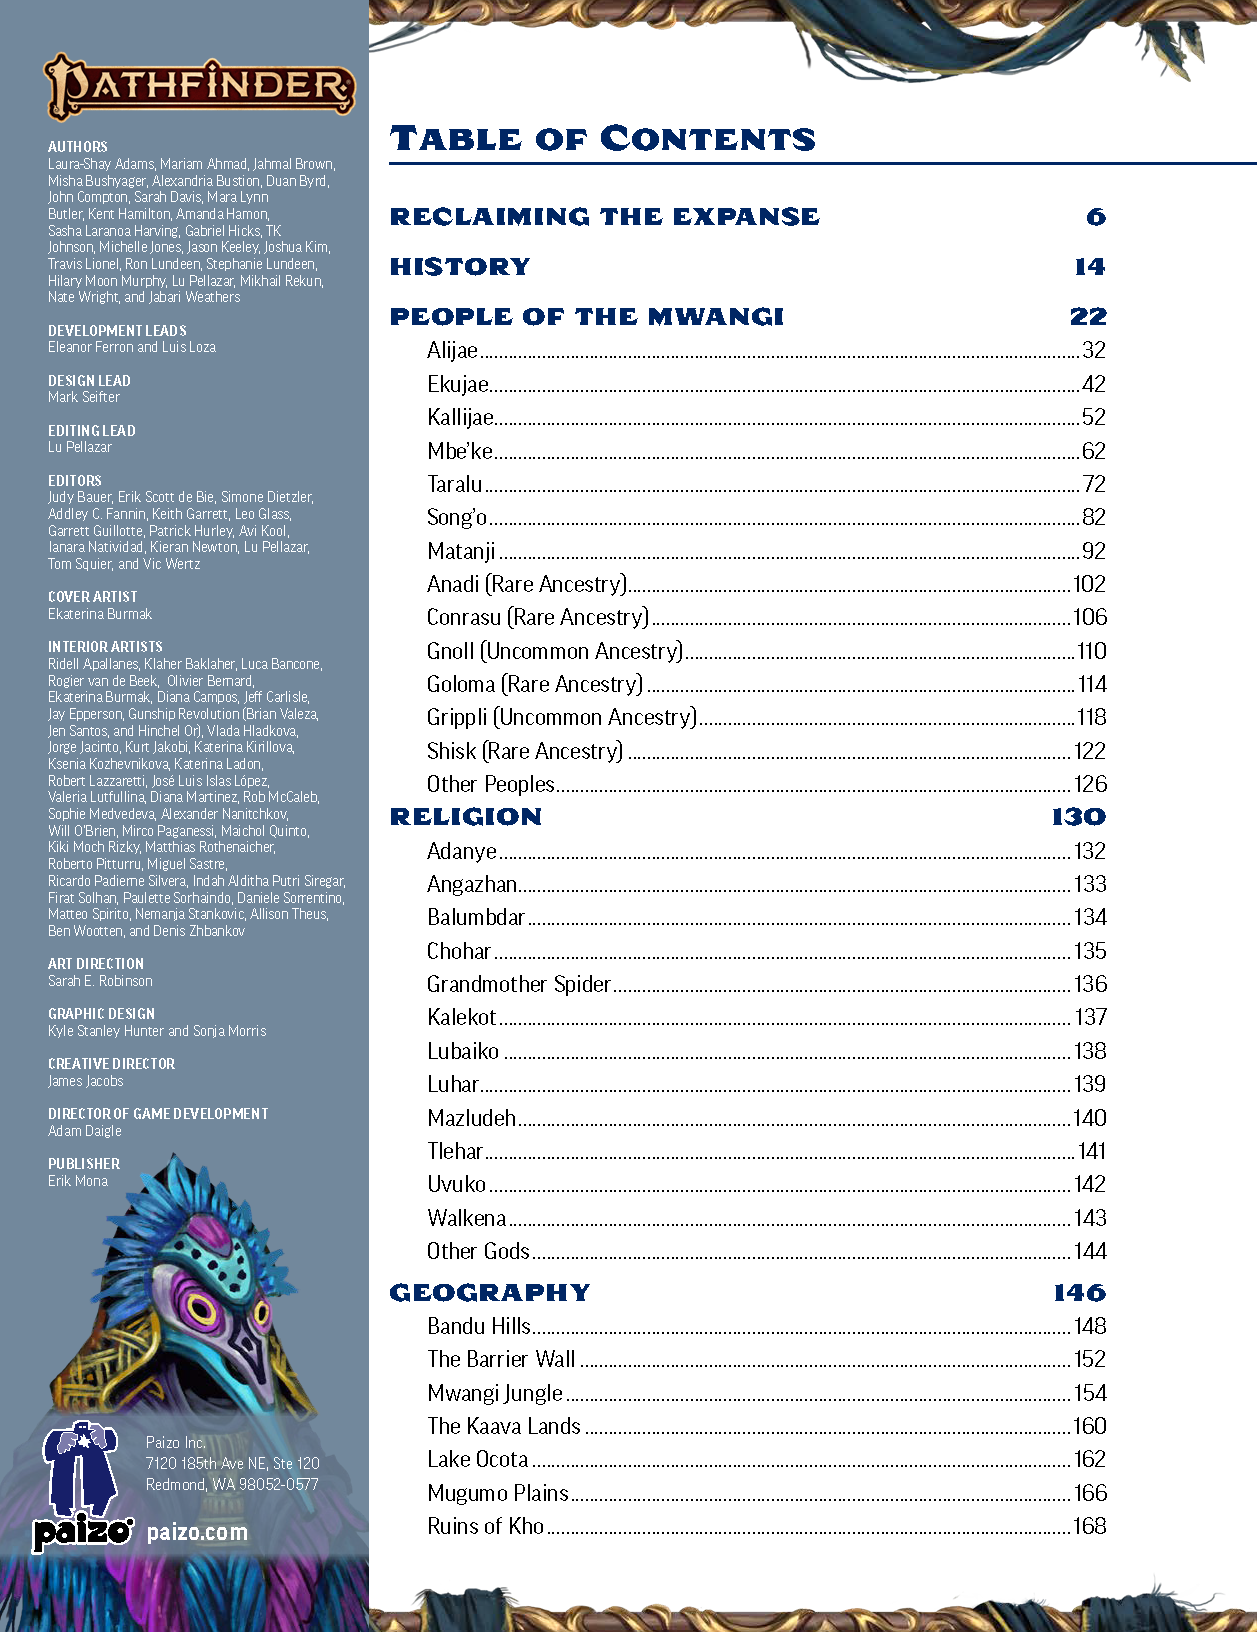 PATHFINDER
AUTHORS
Laura-Shay Adams, Mariam Ahmad, Jahmal Brown,
Misha Bushyager, Alexandria Bustion, Duan Byrd,
John Compton, Sarah Davis, Mara Lynn
Butler, Kent Hamilton, Amanda Hamon,
Sasha Laranoa Harving, Gabriel Hicks, TK
Johnson, Michelle Jones, Jason Keeley, Joshua Kim,
Travis Lionel, Ron Lundeen, Stephanie Lundeen,
Hilary Moon Murphy, Lu Pellazar, Mikhail Rekun,
Nate Wright, and Jabari Weathers
DEVELOPMENT LEADS
Eleanor Ferron and Luis Loza
DESIGN LEAD
Mark Seifter
EDITING LEAD
Lu Pellazar
EDITORS
Judy Bauer, Erik Scott de Bie, Simone Dietzler,
Addley C. Fannin, Keith Garrett, Leo Glass,
Garrett Guillotte, Patrick Hurley, Avi Kool,
Ianara Natividad, Kieran Newton, Lu Pellazar,
Tom Squier, and Vic Wertz
COVER ARTIST
Ekaterina Burmak
INTERIOR ARTISTS
Ridell Apallanes, Klaher Baklaher, Luca Bancone,
Rogier van de Beek, Olivier Bernard,
Ekaterina Burmak, Diana Campos, Jeff Carlisle,
Jay Epperson, Gunship Revolution (Brian Valeza,
Jen Santos, and Hinchel Or), Vlada Hladkova,
Jorge Jacinto, Kurt Jakobi, Katerina Kirillova,
Ksenia Kozhevnikova, Katerina Ladon,
Robert Lazzaretti, José Luis Islas López,
Valeria Lutfullina, Diana Martinez, Rob McCaleb,
Sophie Medvedeva, Alexander Nanitchkov,
Will O'Brien, Mirco Paganessi, Maichol Quinto,
Kiki Moch Rizky, Matthias Rothenaicher,
Roberto Pitturru, Miguel Sastre,
Ricardo Padierne Silvera, Indah Alditha Putri Siregar,
Firat Solhan, Paulette Sorhaindo, Daniele Sorrentino,
Matteo Spirito, Nemanja Stankovic, Allison Theus,
Ben Wootten, and Denis Zhbankov
ART DIRECTION
Sarah E. Robinson
GRAPHIC DESIGN
Kyle Stanley Hunter and Sonja Morris
CREATIVE DIRECTOR
James Jacobs
DIRECTOR OF GAME DEVELOPMENT
Adam Daigle
PUBLISHER
Erik Mona
Paizo Inc.
7120 185th Ave NE, Ste 120
Redmond, WA 98052-0577
paizo
paizo.com
TABLE OF CONTENTS
RECLAIMING THE EXPANSE 6
HISTORY 14
PEOPLE OF THE MWANGI 22
Alijae 32
Ekujae 42
Kallijae 52
Mbe’ke 62
Taralu 72
Song’o 82
Matanji 92
Anadi (Rare Ancestry) 102
Conrasu (Rare Ancestry) 106
Gnoll (Uncommon Ancestry) 110
Goloma (Rare Ancestry) 114
Grippli (Uncommon Ancestry) 118
Shisk (Rare Ancestry) 122
Other Peoples 126
RELIGION 130
Adanye 132
Angazhan 133
Balumbdar 134
Chohar 135
Grandmother Spider 136
Kalekot 137
Lubaiko 138
Luhar 139
Mazludeh 140
Tlehar 141
Uvuko 142
Walkena 143
Other Gods 144
GEOGRAPHY 146
Bandu Hills 148
The Barrier Wall 152
Mwangi Jungle 154
The Kaava Lands 160
Lake Ocota 162
Mugumo Plains 166
Ruins of Kho 168